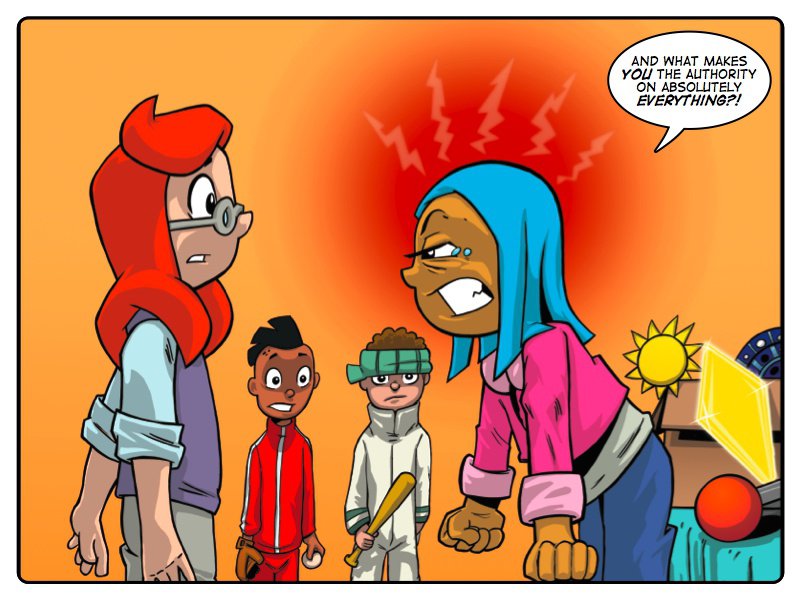 AND WHAT MAKES
YOU THE AUTHORITY
ON ABSOLUTELY
EVERYTHING?!